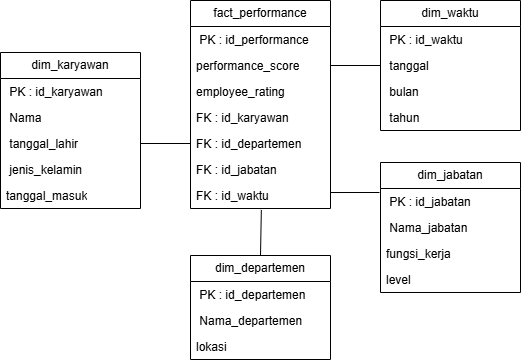 dim_karyawan
PK : id_karyawan
Nama
tanggal_lahir
jenis_kelamin
tanggal_masuk
fact_performance
PK : id_performance
performance_score
employee_rating
FK : id_karyawan
FK : id_departemen
FK : id_jabatan
FK : id_waktu
dim_waktu
PK : id_waktu
tanggal
bulan
tahun
dim_jabatan
PK : id_jabatan
Nama_jabatan
fungsi_kerja
level
dim_departemen
PK : id_departemen
Nama_departemen
lokasi